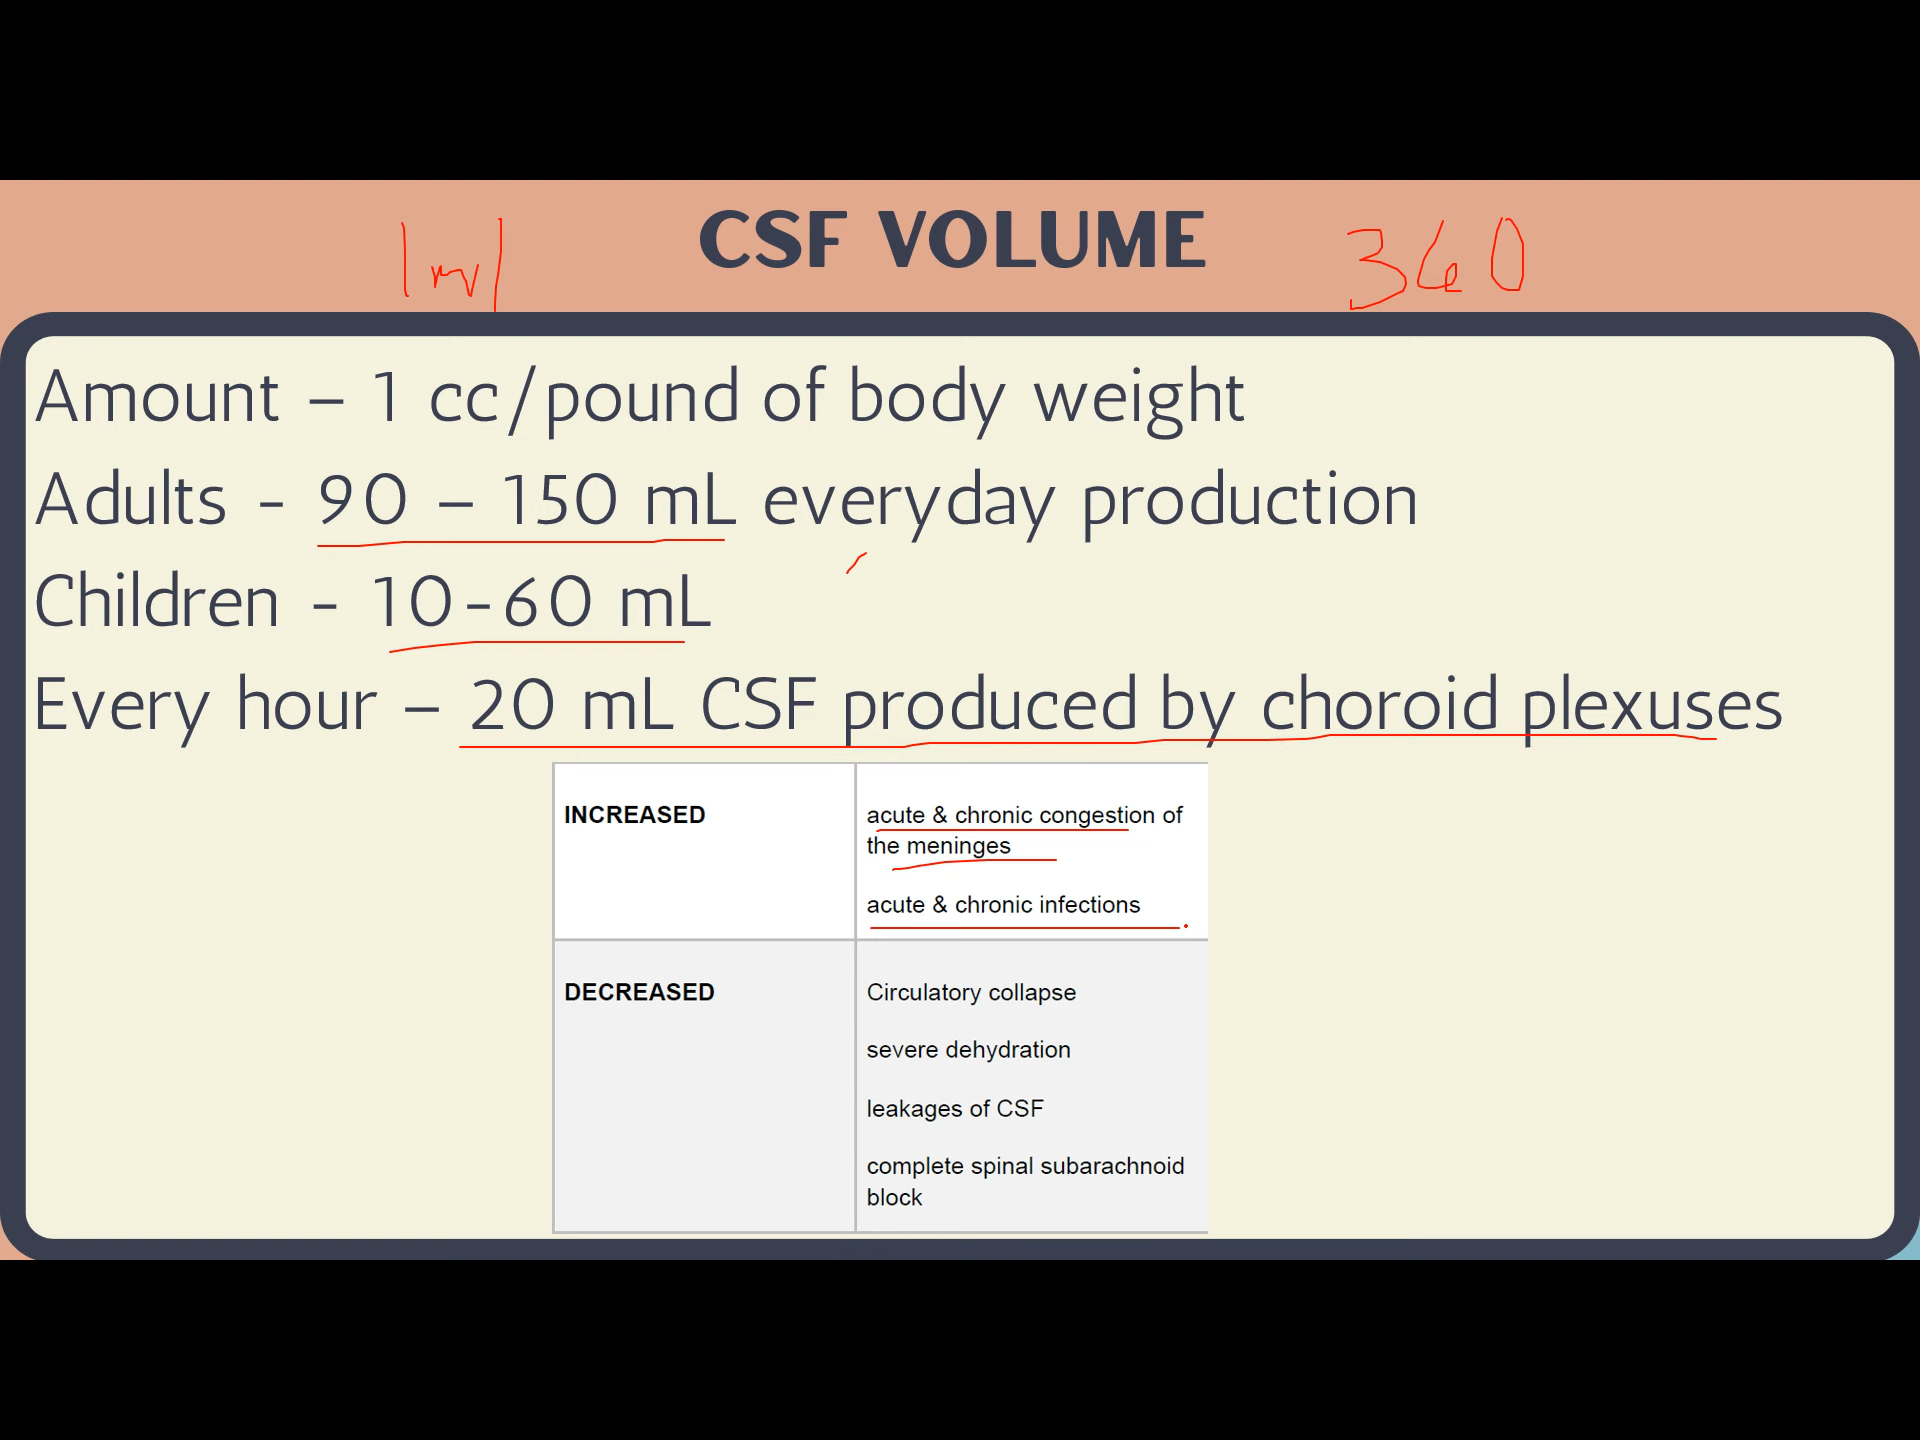 CSF VOLUME
1ml
360
Amount – 1 cc/pound of body weight
Adults - 90 – 150 mL everyday production
Children - 10-60 mL
Every hour – 20 mL CSF produced by choroid plexuses
INCREASED
acute & chronic congestion of
the meninges
acute & chronic infections
DECREASED
Circulatory collapse
severe dehydration
leakages of CSF
complete spinal subarachnoid
block